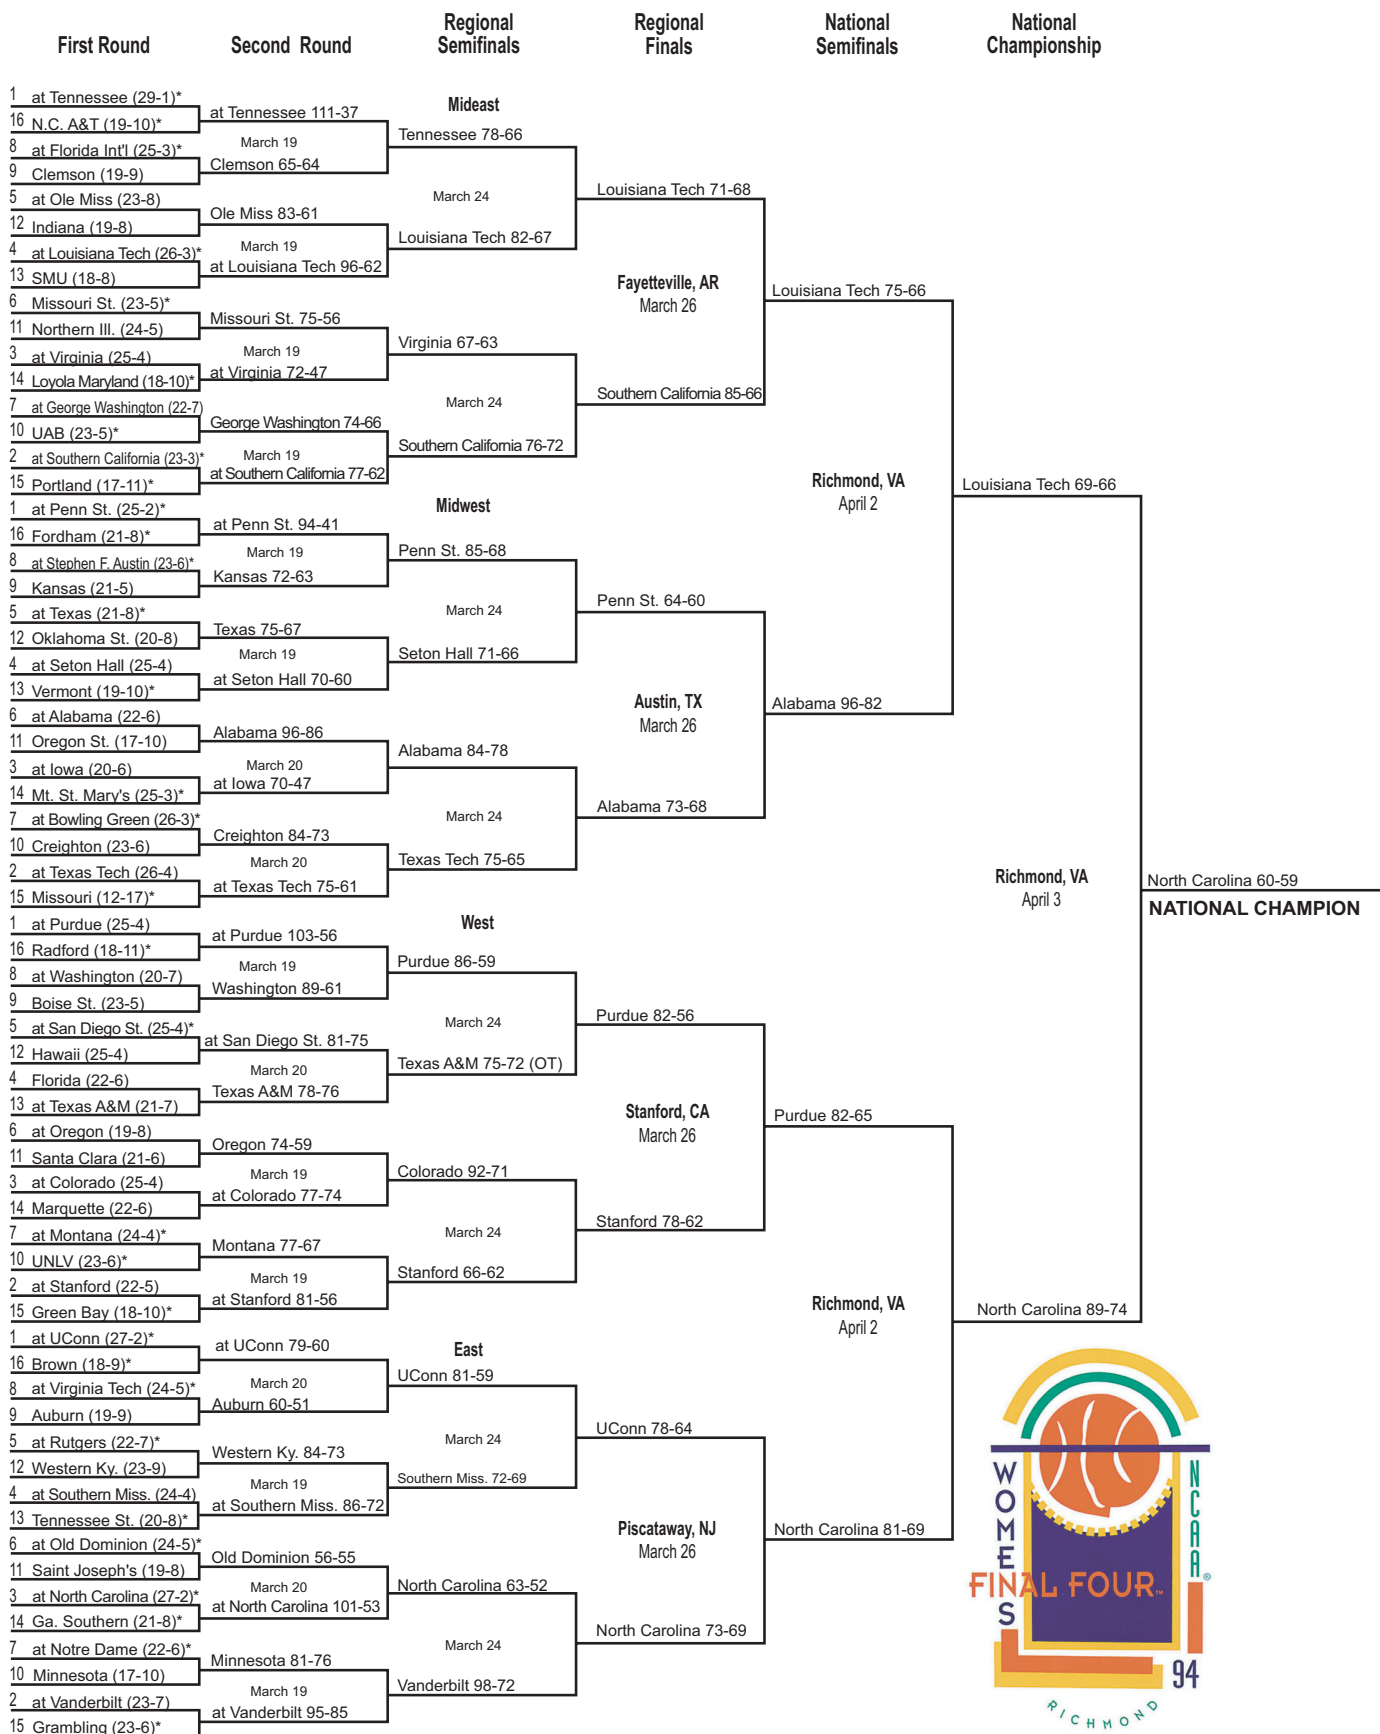 First Round
Second Round
Regional Semifinals
Regional Finals
National Semifinals
National Championship
1 at Tennessee (29-1)*
16 N.C. A&T (19-10)*
8 at Florida Int'l (25-3)*
9 Clemson (19-9)
5 at Ole Miss (23-8)
12 Indiana (19-8)
4 at Louisiana Tech (26-3)*
13 SMU (18-8)
6 Missouri St. (23-5)*
11 Northern Ill. (24-5)
3 at Virginia (25-4)
14 Loyola Maryland (18-10)*
7 at George Washington (22-7)
10 UAB (23-5)*
2 at Southern California (23-3)*
15 Portland (17-11)*
1 at Penn St. (25-2)*
16 Fordham (21-8)*
8 at Stephen F. Austin (23-6)*
9 Kansas (21-5)
5 at Texas (21-8)*
12 Oklahoma St. (20-8)
4 at Seton Hall (25-4)
13 Vermont (19-10)*
6 at Alabama (22-6)
11 Oregon St. (17-10)
3 at Iowa (20-6)
14 Mt. St. Mary's (25-3)*
7 at Bowling Green (26-3)*
10 Creighton (23-6)
2 at Texas Tech (26-4)
15 Missouri (12-17)*
1 at Purdue (25-4)
16 Radford (18-11)*
8 at Washington (20-7)
9 Boise St. (23-5)
5 at San Diego St. (25-4)*
12 Hawaii (25-4)
4 Florida (22-6)
13 at Texas A&M (21-7)
6 at Oregon (19-8)
11 Santa Clara (21-6)
3 at Colorado (25-4)
14 Marquette (22-6)
7 at Montana (24-4)*
10 UNLV (23-6)*
2 at Stanford (22-5)
15 Green Bay (18-10)*
1 at UConn (27-2)*
16 Brown (18-9)*
8 at Virginia Tech (24-5)*
9 Auburn (19-9)
5 at Rutgers (22-7)*
12 Western Ky. (23-9)
4 at Southern Miss. (24-4)
13 Tennessee St. (20-8)*
6 at Old Dominion (24-5)*
11 Saint Joseph's (19-8)
3 at North Carolina (27-2)*
14 Ga. Southern (21-8)*
7 at Notre Dame (22-6)*
10 Minnesota (17-10)
2 at Vanderbilt (23-7)
15 Grambling (23-6)*
at Tennessee 111-37
March 19
Clemson 65-64
Ole Miss 83-61
March 19
at Louisiana Tech 96-62
Missouri St. 75-56
March 19
at Virginia 72-47
George Washington 74-66
March 19
at Southern California 77-62
at Penn St. 94-41
March 19
Kansas 72-63
Texas 75-67
March 19
at Seton Hall 70-60
Alabama 96-86
March 20
at Iowa 70-47
Creighton 84-73
March 20
at Texas Tech 75-61
at Purdue 103-56
March 19
Washington 89-61
at San Diego St. 81-75
March 20
Texas A&M 78-76
Oregon 74-59
March 19
at Colorado 77-74
Montana 77-67
March 19
at Stanford 81-56
at UConn 79-60
March 20
Auburn 60-51
Western Ky. 84-73
March 19
at Southern Miss. 86-72
Old Dominion 56-55
March 20
at North Carolina 101-53
Minnesota 81-76
March 19
at Vanderbilt 95-85
Mideast
Tennessee 78-66
March 24
Louisiana Tech 82-67
Virginia 67-63
March 24
Southern California 76-72
Midwest
Penn St. 85-68
March 24
Seton Hall 71-66
Alabama 84-78
March 24
Texas Tech 75-65
West
Purdue 86-59
March 24
Texas A&M 75-72 (OT)
Colorado 92-71
March 24
Stanford 66-62
East
UConn 81-59
March 24
Southern Miss. 72-69
North Carolina 63-52
March 24
Vanderbilt 98-72
Louisiana Tech 71-68
Fayetteville, AR
March 26
Southern California 85-66
Penn St. 64-60
Austin, TX
March 26
Alabama 73-68
Purdue 82-56
Stanford, CA
March 26
Stanford 78-62
UConn 78-64
Piscataway, NJ
March 26
North Carolina 73-69
Louisiana Tech 75-66
Richmond, VA
April 2
Alabama 96-82
Purdue 82-65
Richmond, VA
April 2
North Carolina 81-69
Louisiana Tech 69-66
Richmond, VA
April 3
North Carolina 89-74
North Carolina 60-59
NATIONAL CHAMPION
WOMEN'S
NCAA®
FINAL FOUR™
94
RICHMOND